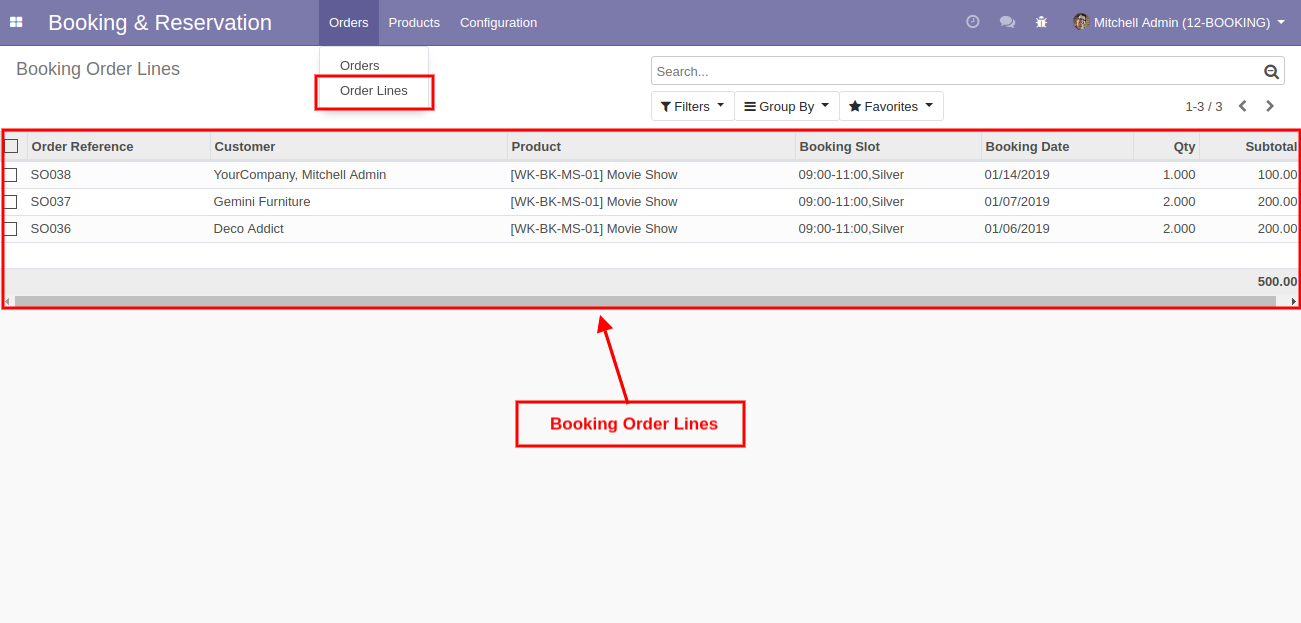 Booking & Reservation Orders Products Configuration Mitchell Admin (12-BOOKING)
Orders
Order Lines
Booking Order Lines
Search...
Filters Group By Favorites 1-3 / 3
Order Reference Customer Product Booking Slot Booking Date Qty Subtotal
SO038 YourCompany, Mitchell Admin [WK-BK-MS-01] Movie Show 09:00-11:00,Silver 01/14/2019 1.000 100.00
SO037 Gemini Furniture [WK-BK-MS-01] Movie Show 09:00-11:00,Silver 01/07/2019 2.000 200.00
SO036 Deco Addict [WK-BK-MS-01] Movie Show 09:00-11:00,Silver 01/06/2019 2.000 200.00
500.00
Booking Order Lines